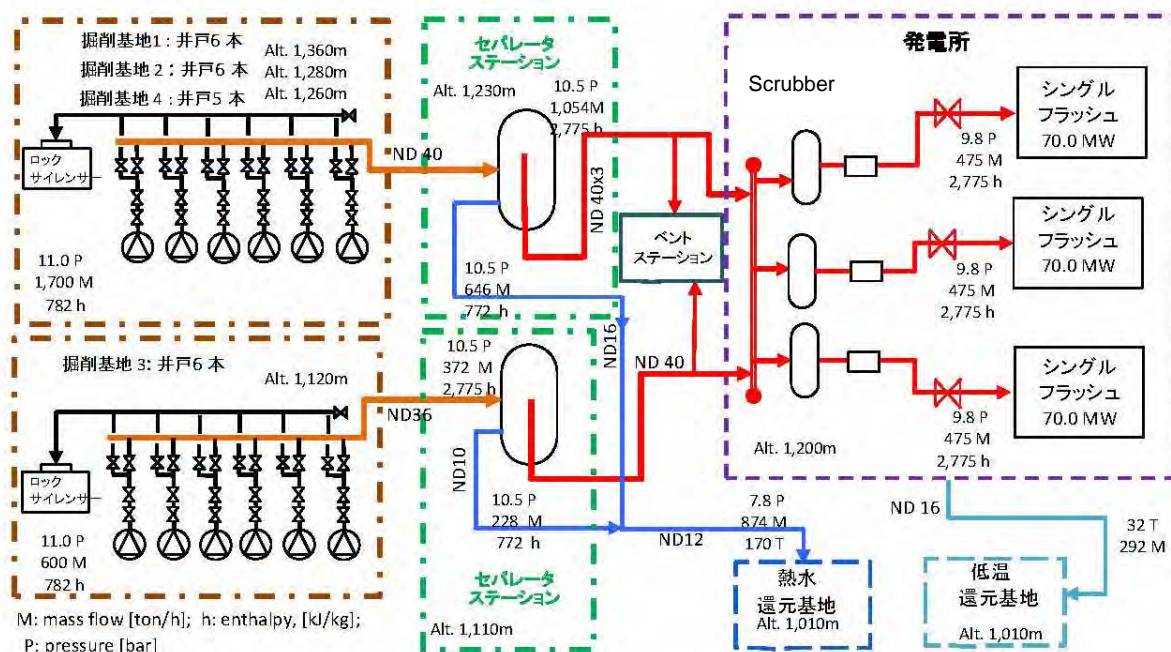 掘削基地1:井戸6 本
掘削基地 2:井戸6 本
掘削基地 4:井戸5 本
Alt. 1,360m
Alt. 1,280m
Alt. 1,260m
ロック
サイレンサー
11.0 P
1,700 M
782 h
ND 40
セパレータ
ステーション
Alt. 1,230m
10.5 P
1,054M
2,775 h
ND 40x3
10.5 P
646 M
772 h
ND16
ベント
ステーション
発電所
Scrubber
9.8 P
475 M
2,775 h
シングル
フラッシュ
70.0 MW
9.8 P
475 M
2,775 h
シングル
フラッシュ
70.0 MW
9.8 P
475 M
2,775 h
シングル
フラッシュ
70.0 MW
Alt. 1,200m
掘削基地 3: 井戸6 本
Alt. 1,120m
ロック
サイレンサー
11.0 P
600 M
782 h
ND36
10.5 P
372 M
2,775 h
ND 40
ND10
10.5 P
228 M
772 h
ND12
セパレータ
ステーション
Alt. 1,110m
7.8 P
874 M
170 T
熱水
還元基地
Alt. 1,010m
ND 16
32 T
292 M
低温
還元基地
Alt. 1,010m
M: mass flow [ton/h]; h: enthalpy, [kJ/kg];
P: pressure [bar]